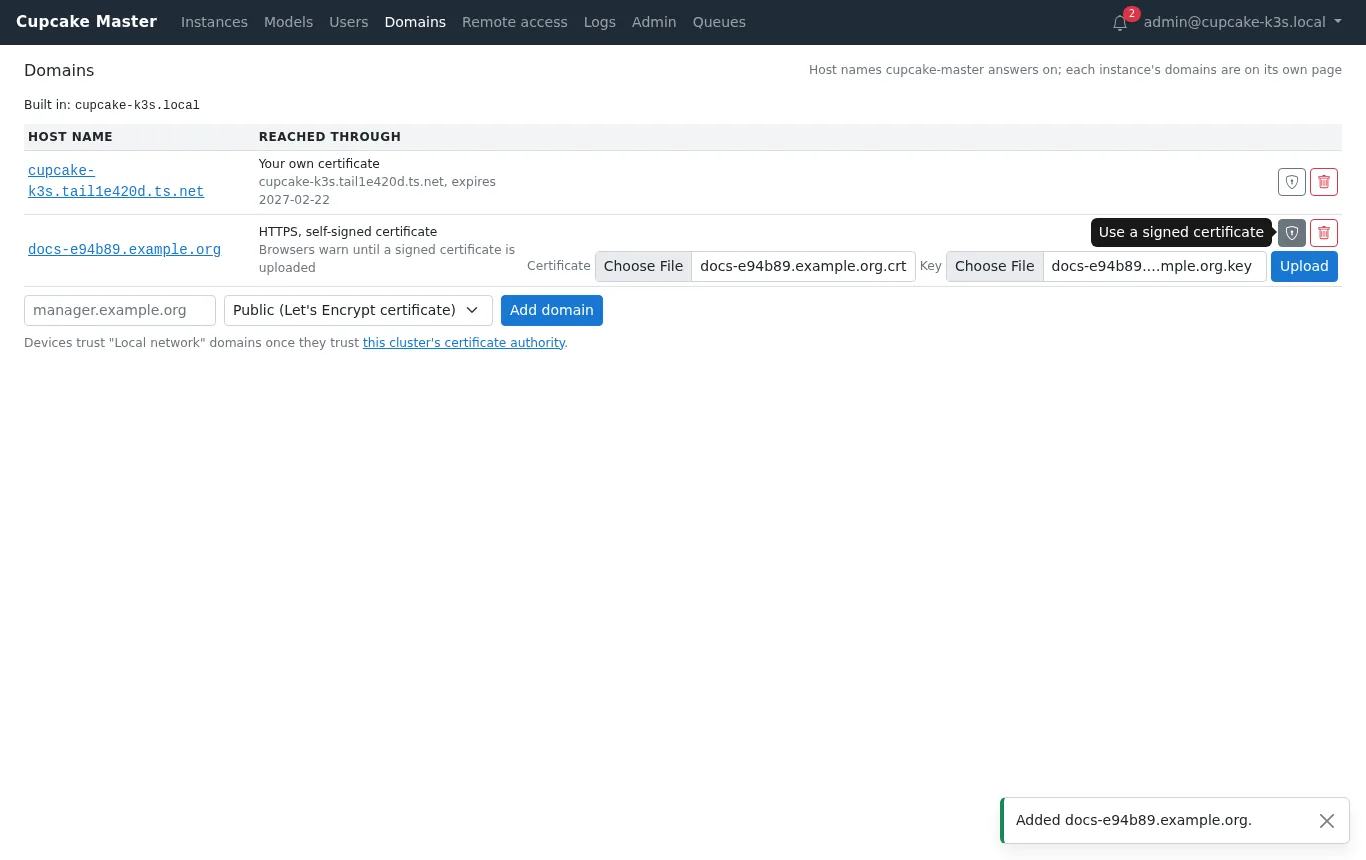 Cupcake Master Instances Models Users Domains Remote access Logs Admin Queues 2 admin@cupcake-k3s.local
Domains
Host names cupcake-master answers on; each instance's domains are on its own page
Built in: cupcake-k3s.local
HOST NAME REACHED THROUGH
cupcake-
k3s.tail1e420d.ts.net
Your own certificate
cupcake-k3s.tail1e420d.ts.net, expires
2027-02-22
docs-e94b89.example.org
HTTPS, self-signed certificate
Browsers warn until a signed certificate is
uploaded
Use a signed certificate
Certificate Choose File docs-e94b89.example.org.crt Key Choose File docs-e94b89....mple.org.key Upload
manager.example.org Public (Let's Encrypt certificate) Add domain
Devices trust "Local network" domains once they trust this cluster's certificate authority.
Added docs-e94b89.example.org.